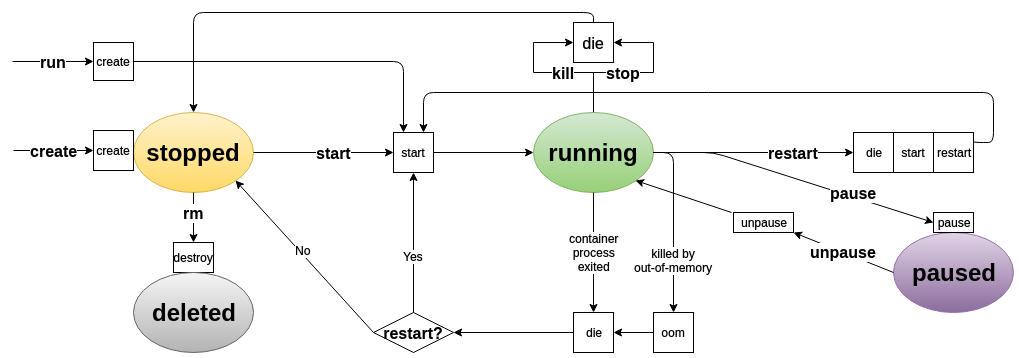 die
run
create
kill
stop
create
create
stopped
start
start
running
restart
die
start
restart
pause
rm
unpause
pause
container
process
exited
killed by
out-of-memory
No
Yes
destroy
unpause
paused
deleted
restart?
die
oom